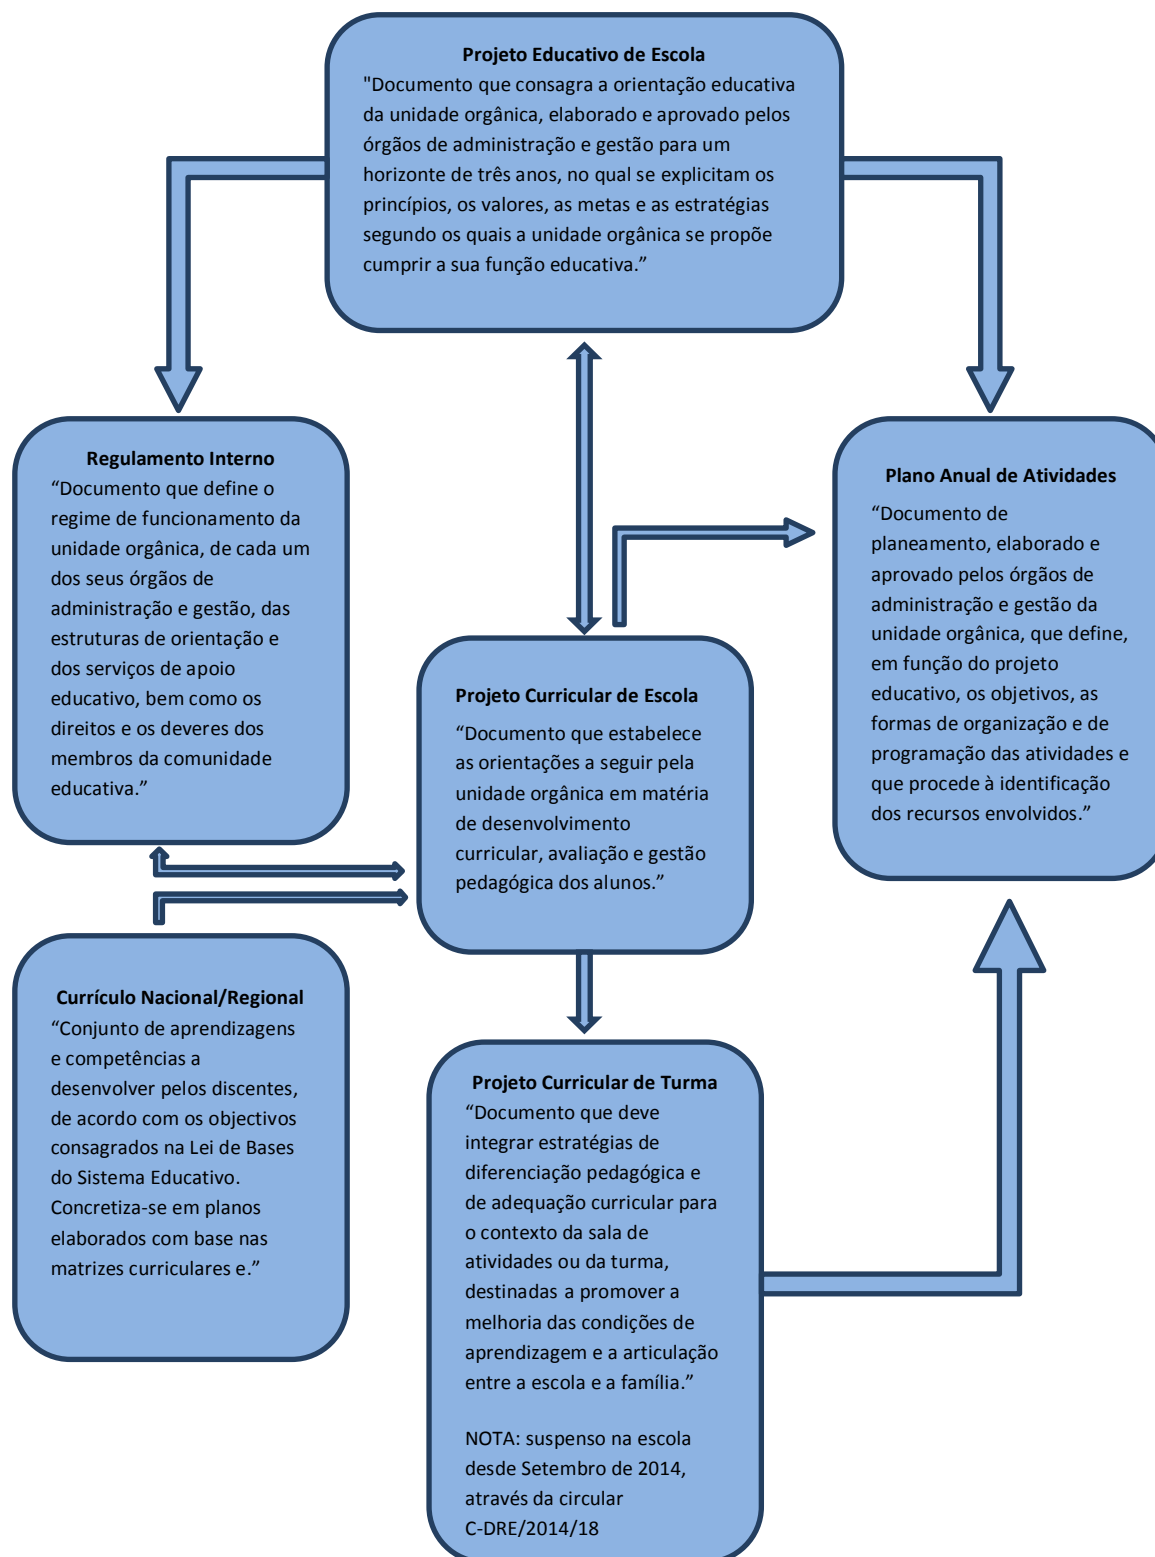 Projeto Educativo de Escola
"Documento que consagra a orientação educativa
da unidade orgânica, elaborado e aprovado pelos
órgãos de administração e gestão para um
horizonte de três anos, no qual se explicitam os
princípios, os valores, as metas e as estratégias
segundo os quais a unidade orgânica se propõe
cumprir a sua função educativa.”
Regulamento Interno
“Documento que define o
regime de funcionamento da
unidade orgânica, de cada um
dos seus órgãos de
administração e gestão, das
estruturas de orientação e
dos serviços de apoio
educativo, bem como os
direitos e os deveres dos
membros da comunidade
educativa.”
Plano Anual de Atividades
“Documento de
planeamento, elaborado e
aprovado pelos órgãos de
administração e gestão da
unidade orgânica, que define,
em função do projeto
educativo, os objetivos, as
formas de organização e de
programação das atividades e
que procede à identificação
dos recursos envolvidos.”
Projeto Curricular de Escola
“Documento que estabelece
as orientações a seguir pela
unidade orgânica em matéria
de desenvolvimento
curricular, avaliação e gestão
pedagógica dos alunos.”
Currículo Nacional/Regional
“Conjunto de aprendizagens
e competências a
desenvolver pelos discentes,
de acordo com os objectivos
consagrados na Lei de Bases
do Sistema Educativo.
Concretiza-se em planos
elaborados com base nas
matrizes curriculares e.”
Projeto Curricular de Turma
“Documento que deve
integrar estratégias de
diferenciação pedagógica e
de adequação curricular para
o contexto da sala de
atividades ou da turma,
destinadas a promover a
melhoria das condições de
aprendizagem e a articulação
entre a escola e a família.”
NOTA: suspenso na escola
desde Setembro de 2014,
através da circular
C-DRE/2014/18